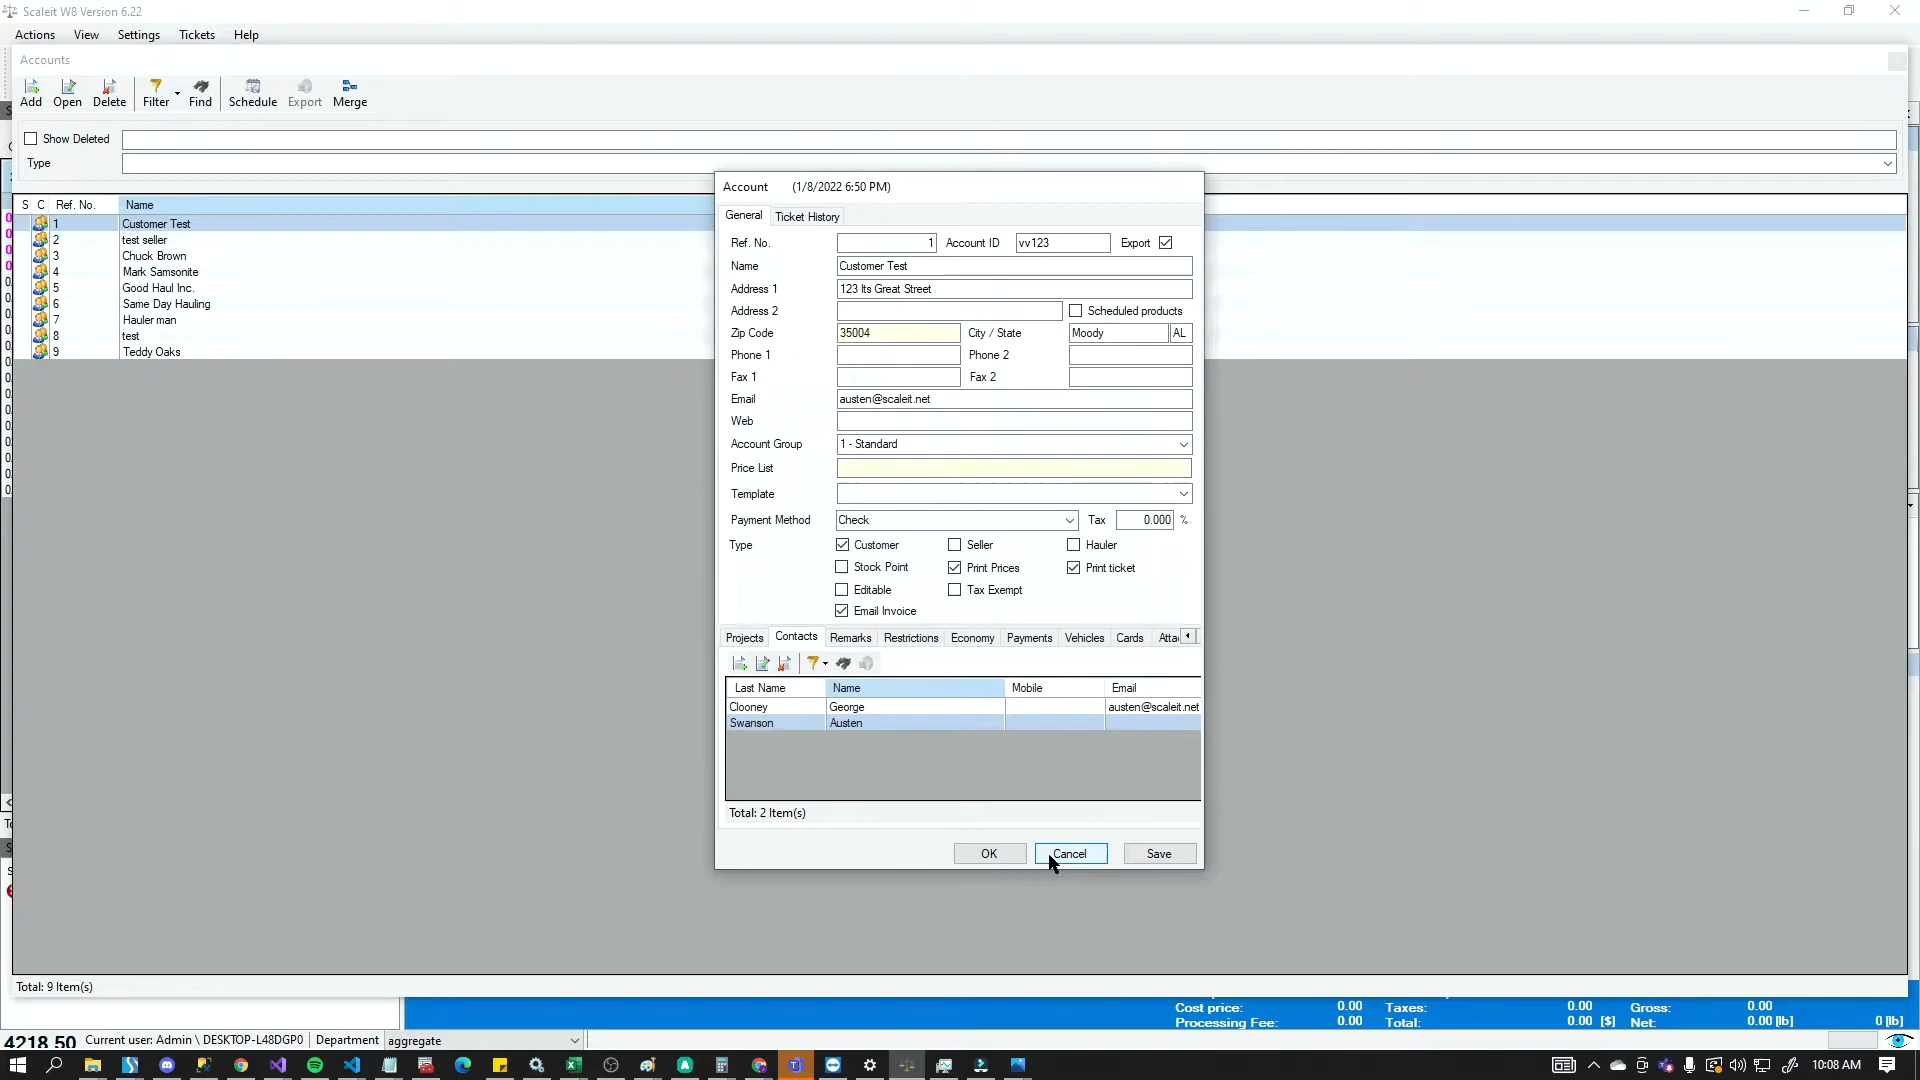 Scaleit W8 Version 6.22
Actions View Settings Tickets Help
Accounts
Add Open Delete Filter Find Schedule Export Merge
Show Deleted
Type
S C Ref. No. Name
1 Customer Test
2 test seller
3 Chuck Brown
4 Mark Samsonite
5 Good Haul Inc.
6 Same Day Hauling
7 Hauler man
8 test
9 Teddy Oaks
Account (1/8/2022 6:50 PM)
General Ticket History
Ref. No. 1 Account ID vv123 Export
Name Customer Test
Address 1 123 Its Great Street
Address 2 Scheduled products
Zip Code 35004 City / State Moody AL
Phone 1 Phone 2
Fax 1 Fax 2
Email austen@scaleit.net
Web
Account Group 1 - Standard
Price List
Template
Payment Method Check Tax 0.000 %
Type Customer Seller Hauler
Stock Point Print Prices Print ticket
Editable Tax Exempt
Email Invoice
Projects Contacts Remarks Restrictions Economy Payments Vehicles Cards Atta
Last Name Name Mobile Email
Clooney George austen@scaleit.net
Swanson Austen
Total: 2 Item(s)
OK Cancel Save
Total: 9 Item(s)
Cost price: 0.00 Taxes: 0.00 Gross: 0.00
Processing Fee: 0.00 Total: 0.00 [$] Net: 0.00 [lb] 0 [lb]
4218.50 Current user: Admin \ DESKTOP-L48DGP0 Department aggregate
10:08 AM